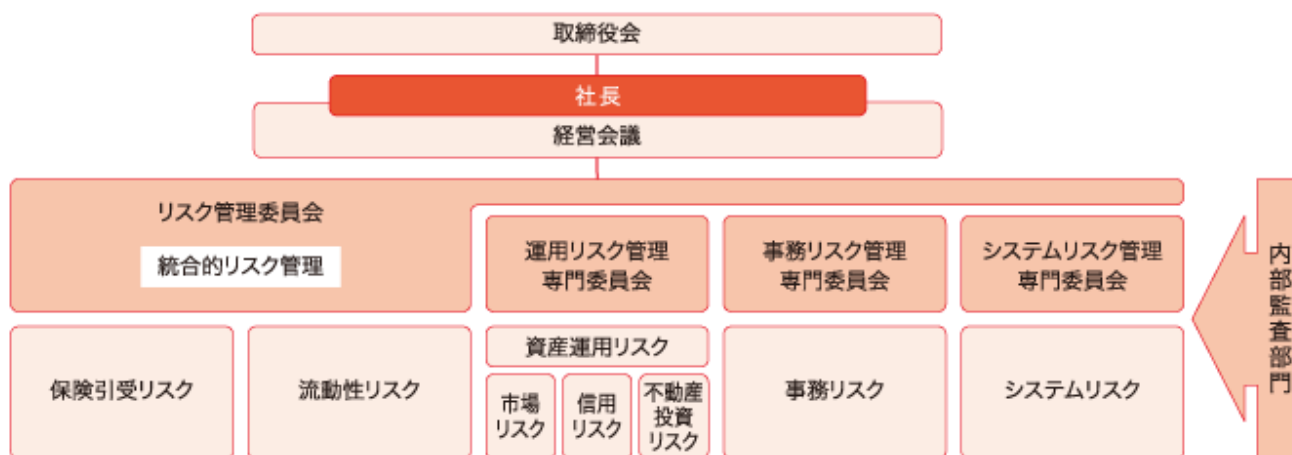 取締役会
社長
経営会議
リスク管理委員会
統合的リスク管理
運用リスク管理
専門委員会
事務リスク管理
専門委員会
システムリスク管理
専門委員会
内部監査部門
保険引受リスク
流動性リスク
資産運用リスク
市場
リスク
信用
リスク
不動産
投資
リスク
事務リスク
システムリスク